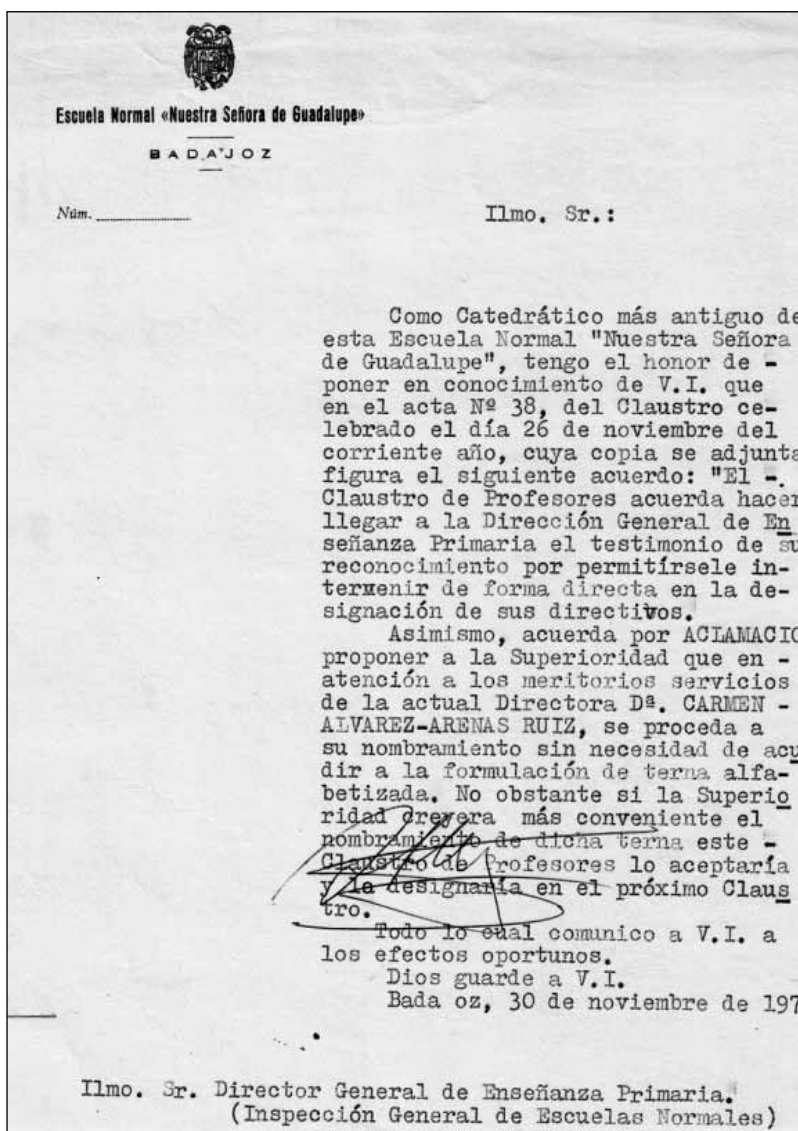 Escuela Normal «Nuestra Señora de Guadalupe»
BADAJOZ
Núm.
Ilmo. Sr.:
Como Catedrático más antiguo de
esta Escuela Normal "Nuestra Señora
de Guadalupe", tengo el honor de -
poner en conocimiento de V.I. que
en el acta Nº 38, del Claustro ce-
lebrado el día 26 de noviembre del
corriente año, cuya copia se adjunta
figura el siguiente acuerdo: "El -.
Claustro de Profesores acuerda hacer
llegar a la Dirección General de En
señanza Primaria el testimonio de su
reconocimiento por permitírsele in-
termenir de forma directa en la de-
signación de sus directivos.
Asimismo, acuerda por ACLAMACIO
proponer a la Superioridad que en -
atención a los meritorios servicios
de la actual Directora Dª. CARMEN -
ALVAREZ-ARENAS RUIZ, se proceda a
su nombramiento sin necesidad de acu
dir a la formulación de terna alfa-
betizada. No obstante si la Superio
ridad creyera más conveniente el
nombramiento de dicha terna este -
Claustro de Profesores lo aceptaría
y la designaría en el próximo Claus
tro.
Todo lo cual comunico a V.I. a
los efectos oportunos.
Dios guarde a V.I.
Bada oz, 30 de noviembre de 197
Ilmo. Sr. Director General de Enseñanza Primaria.
(Inspección General de Escuelas Normales)